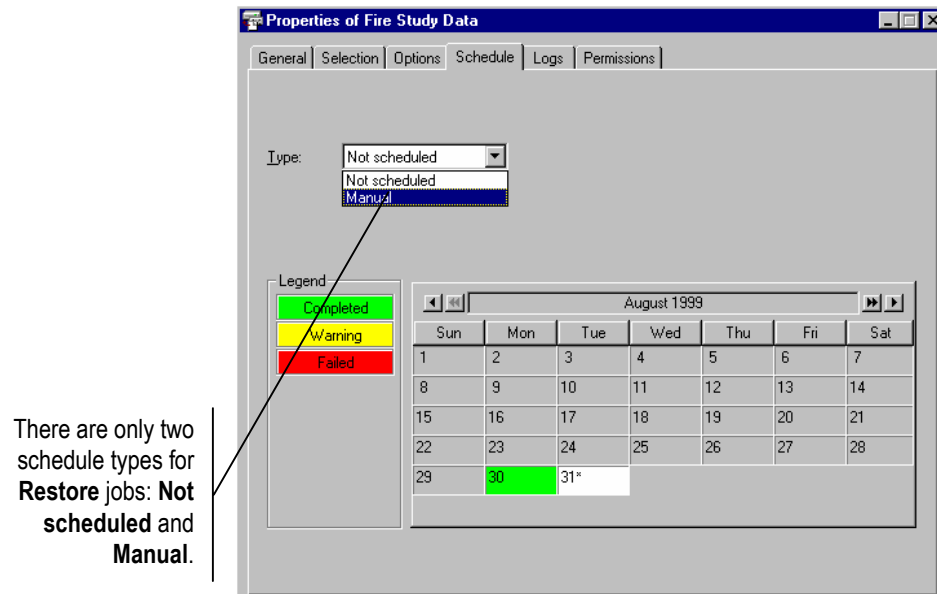 Properties of Fire Study Data
General Selection Options Schedule Logs Permissions
Type: Not scheduled
Not scheduled
Manual
Legend
Completed
Warning
Failed
August 1999
Sun Mon Tue Wed Thu Fri Sat
1 2 3 4 5 6 7
8 9 10 11 12 13 14
15 16 17 18 19 20 21
22 23 24 25 26 27 28
29 30 31*
There are only two
schedule types for
Restore jobs: Not
scheduled and
Manual.